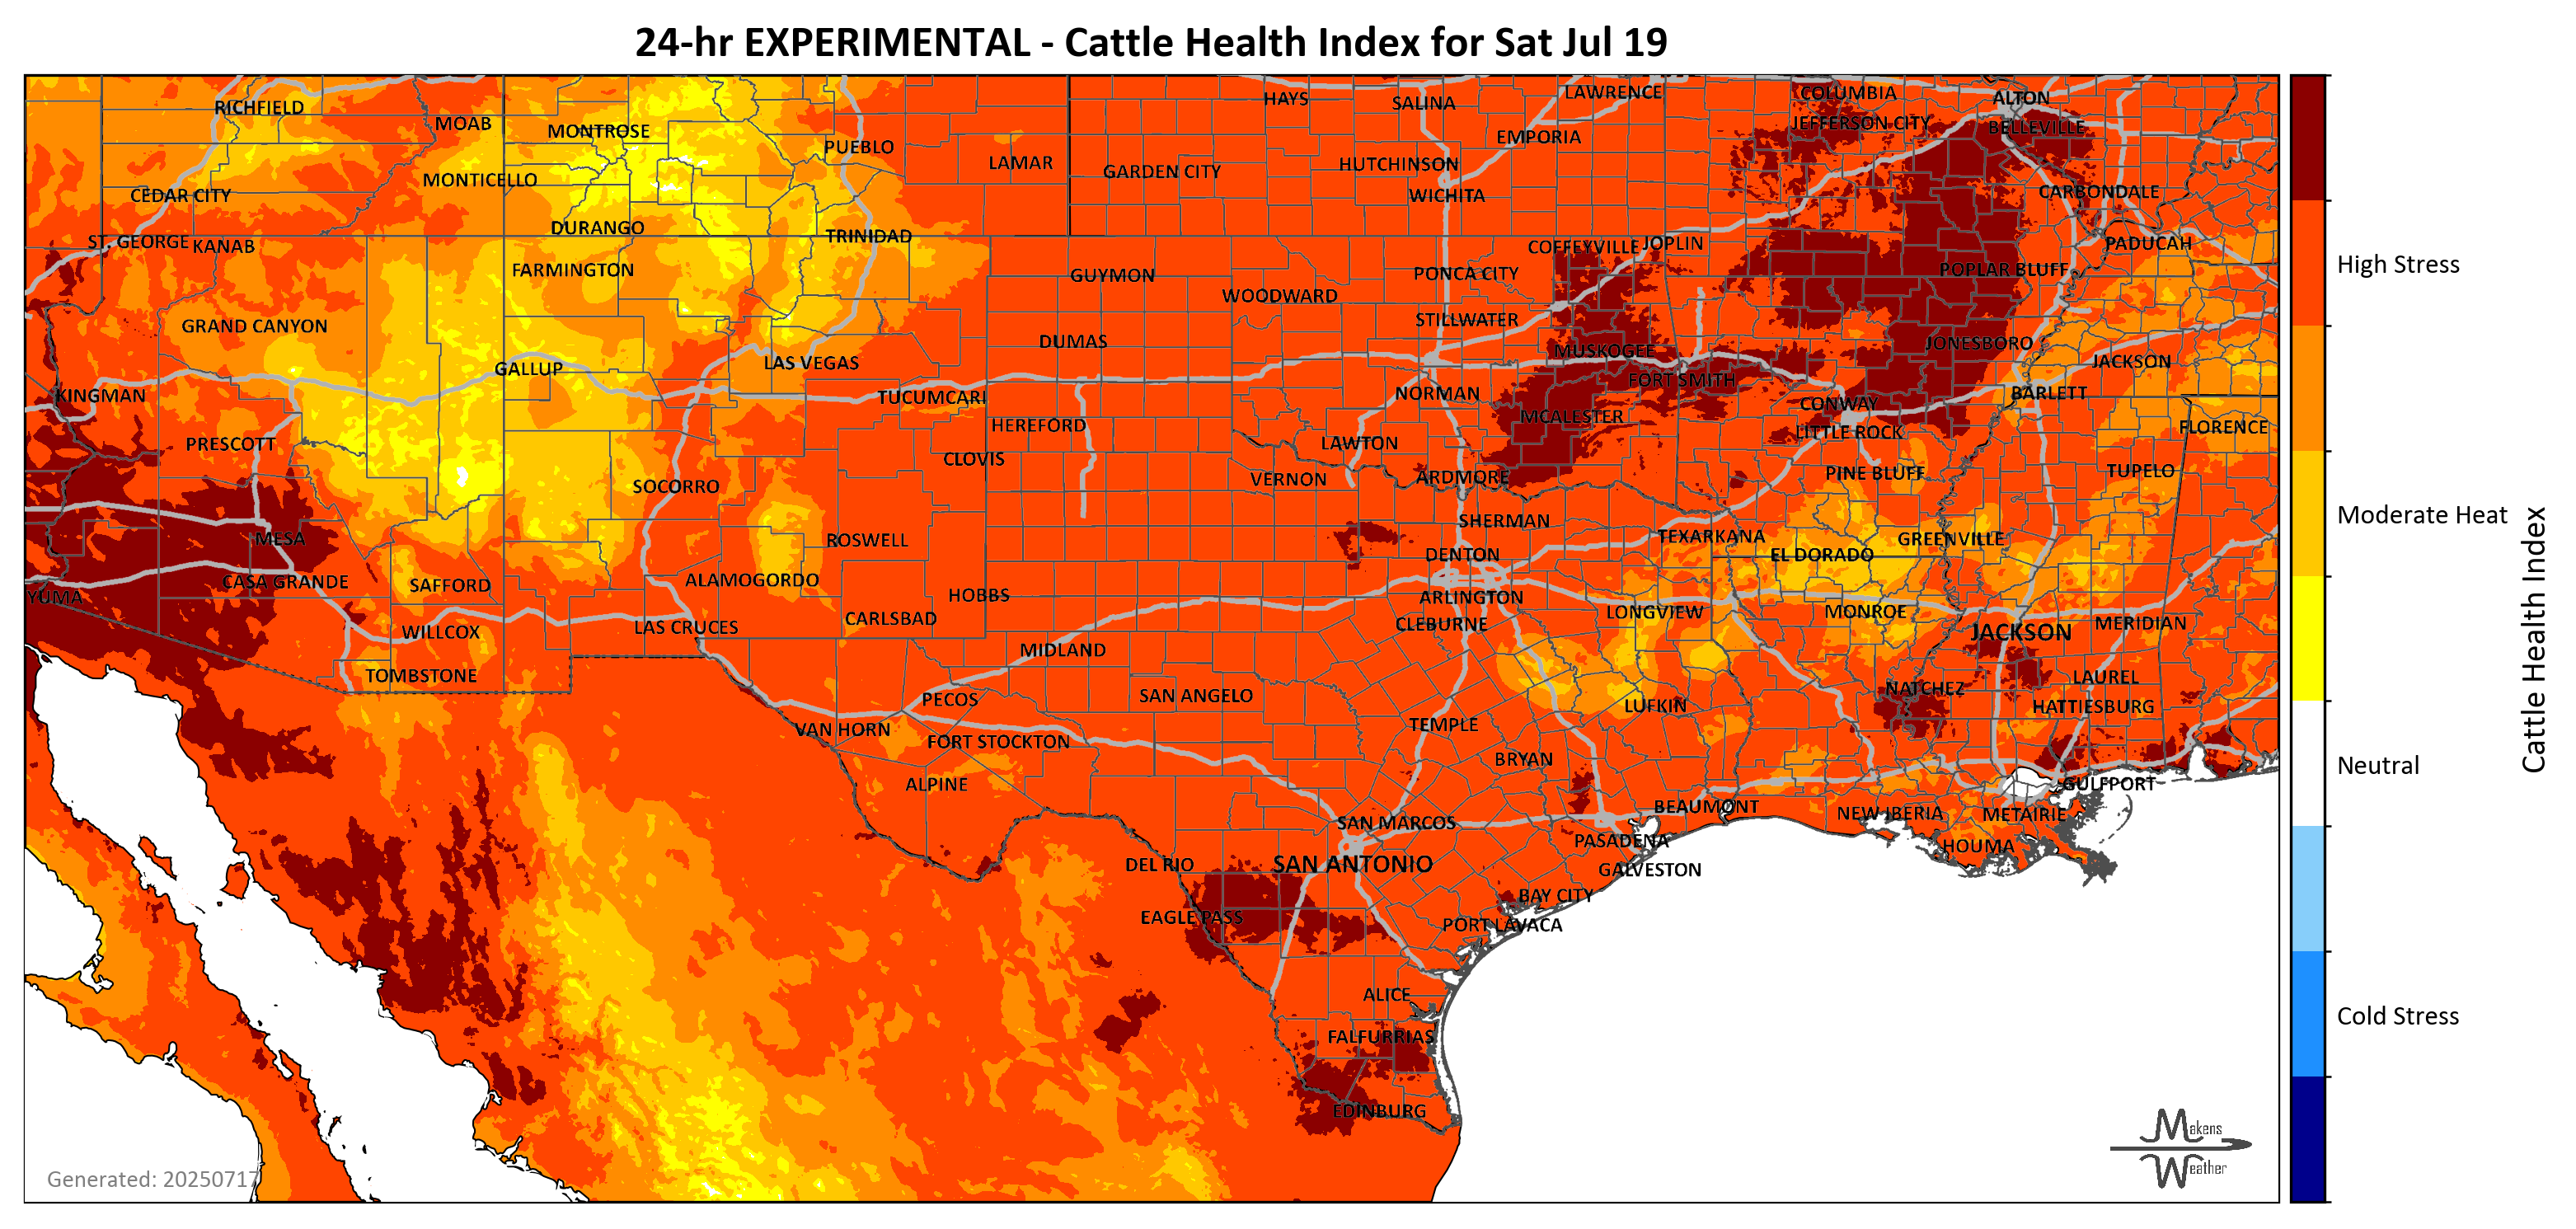 24-hr EXPERIMENTAL - Cattle Health Index for Sat Jul 19
RICHFIELD
MOAB
MONTROSE
PUEBLO
LAMAR
GARDEN CITY
HAYS
SALINA
LAWRENCE
EMPORIA
HUTCHINSON
WICHITA
COLUMBIA
JEFFERSON CITY
ALTON
BELLEVILLE
CEDAR CITY
MONTICELLO
CARBONDALE
DURANGO
TRINIDAD
ST. GEORGE
KANAB
FARMINGTON
GUYMON
WOODWARD
PONCA CITY
COFFEYVILLE
JOPLIN
POPLAR BLUFF
PADUCAH
High Stress
GRAND CANYON
DUMAS
STILLWATER
MUSKOGEE
JONESBORO
JACKSON
GALLUP
LAS VEGAS
KINGMAN
TUCUMCARI
NORMAN
FORT SMITH
CONWAY
BARLETT
PRESCOTT
HEREFORD
LAWTON
MCALESTER
LITTLE ROCK
FLORENCE
CLOVIS
SOCORRO
VERNON
ARDMORE
PINE BLUFF
TUPELO
Moderate Heat
MESA
ROSWELL
SHERMAN
DENTON
TEXARKANA
EL DORADO
GREENVILLE
YUMA
CASA GRANDE
SAFFORD
ALAMOGORDO
HOBBS
ARLINGTON
LONGVIEW
MONROE
WILLCOX
LAS CRUCES
CARLSBAD
CLEBURNE
JACKSON
MERIDIAN
TOMBSTONE
MIDLAND
PECOS
SAN ANGELO
LUFKIN
NATCHEZ
LAUREL
HATTIESBURG
Cattle Health Index
VAN HORN
FORT STOCKTON
TEMPLE
BRYAN
Neutral
ALPINE
BEAUMONT
GULFPORT
SAN MARCOS
NEW IBERIA
METAIRIE
PASADENA
HOUMA
DEL RIO
SAN ANTONIO
GALVESTON
EAGLE PASS
BAY CITY
PORT LAVACA
ALICE
Cold Stress
FALFURRIAS
EDINBURG
Makens
Weather
Generated: 20250717